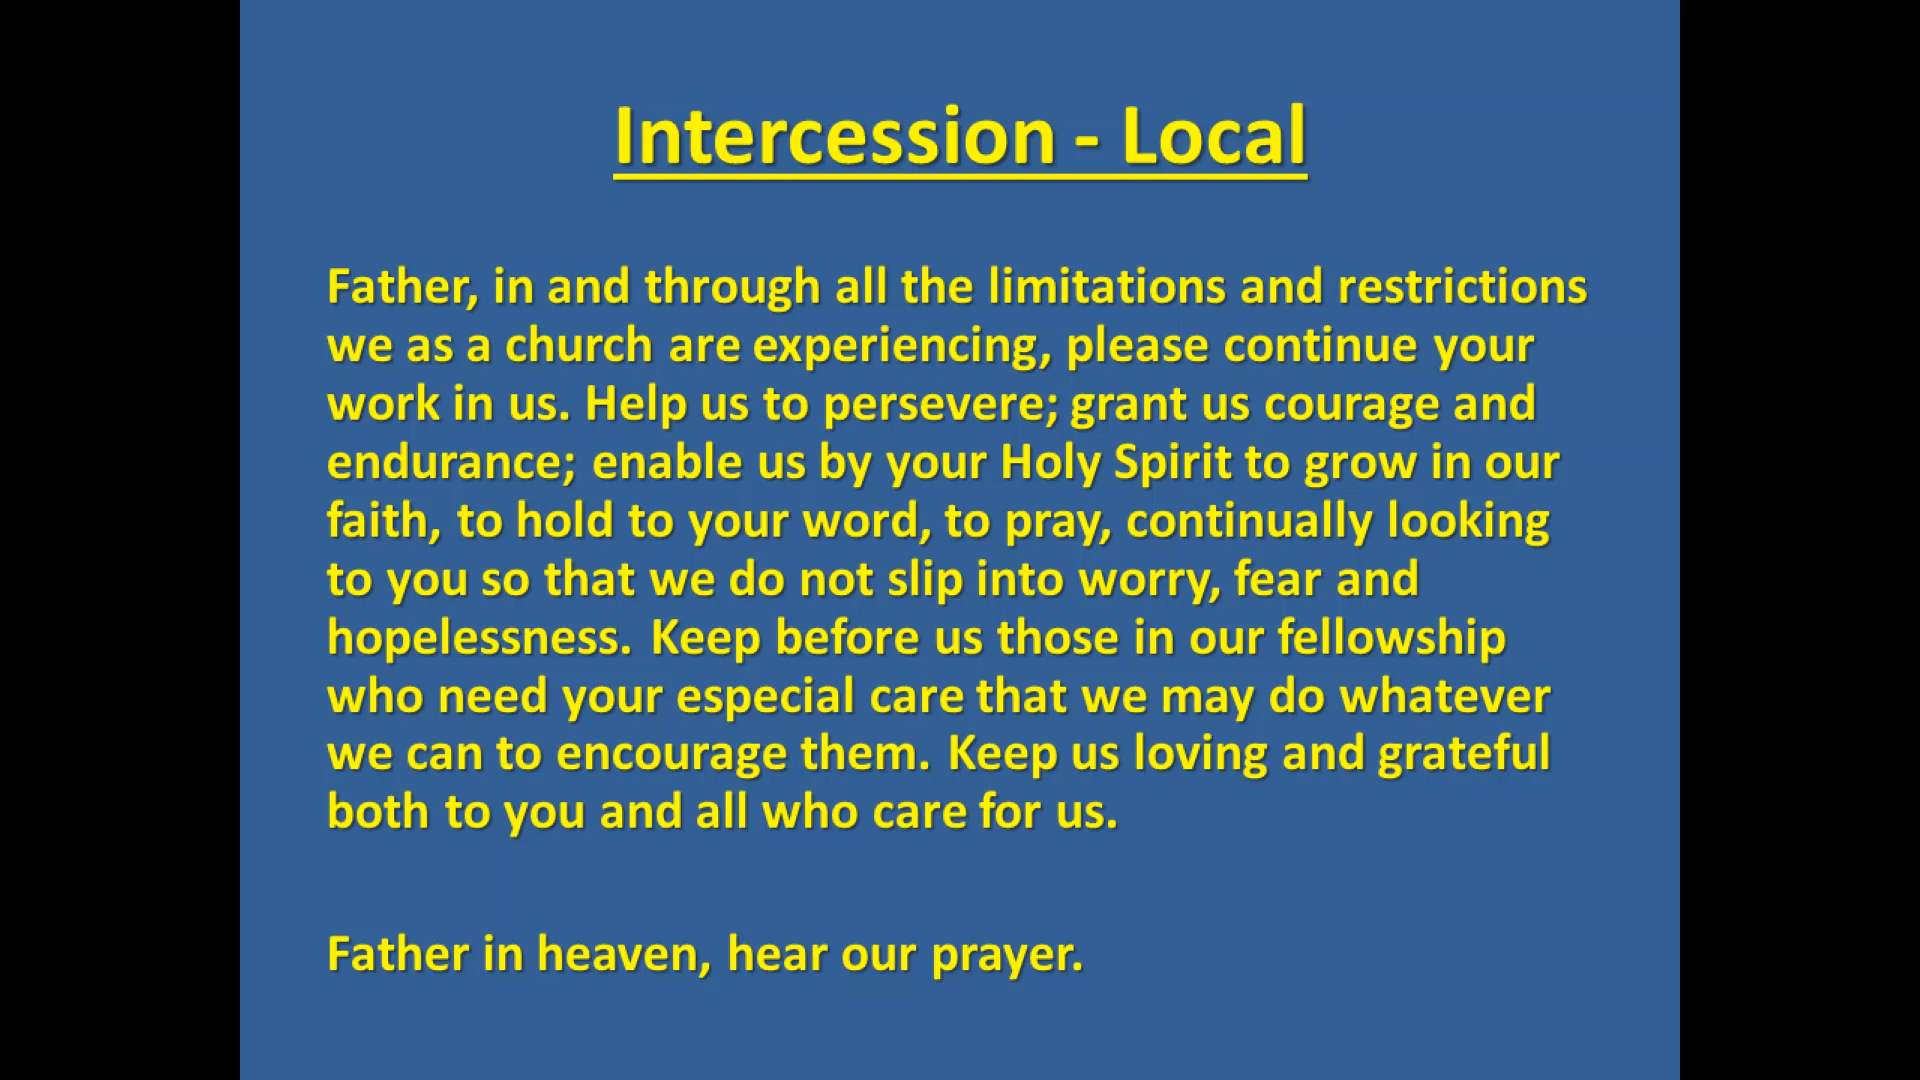 Intercession - Local
Father, in and through all the limitations and restrictions
we as a church are experiencing, please continue your
work in us. Help us to persevere; grant us courage and
endurance; enable us by your Holy Spirit to grow in our
faith, to hold to your word, to pray, continually looking
to you so that we do not slip into worry, fear and
hopelessness. Keep before us those in our fellowship
who need your especial care that we may do whatever
we can to encourage them. Keep us loving and grateful
both to you and all who care for us.
Father in heaven, hear our prayer.